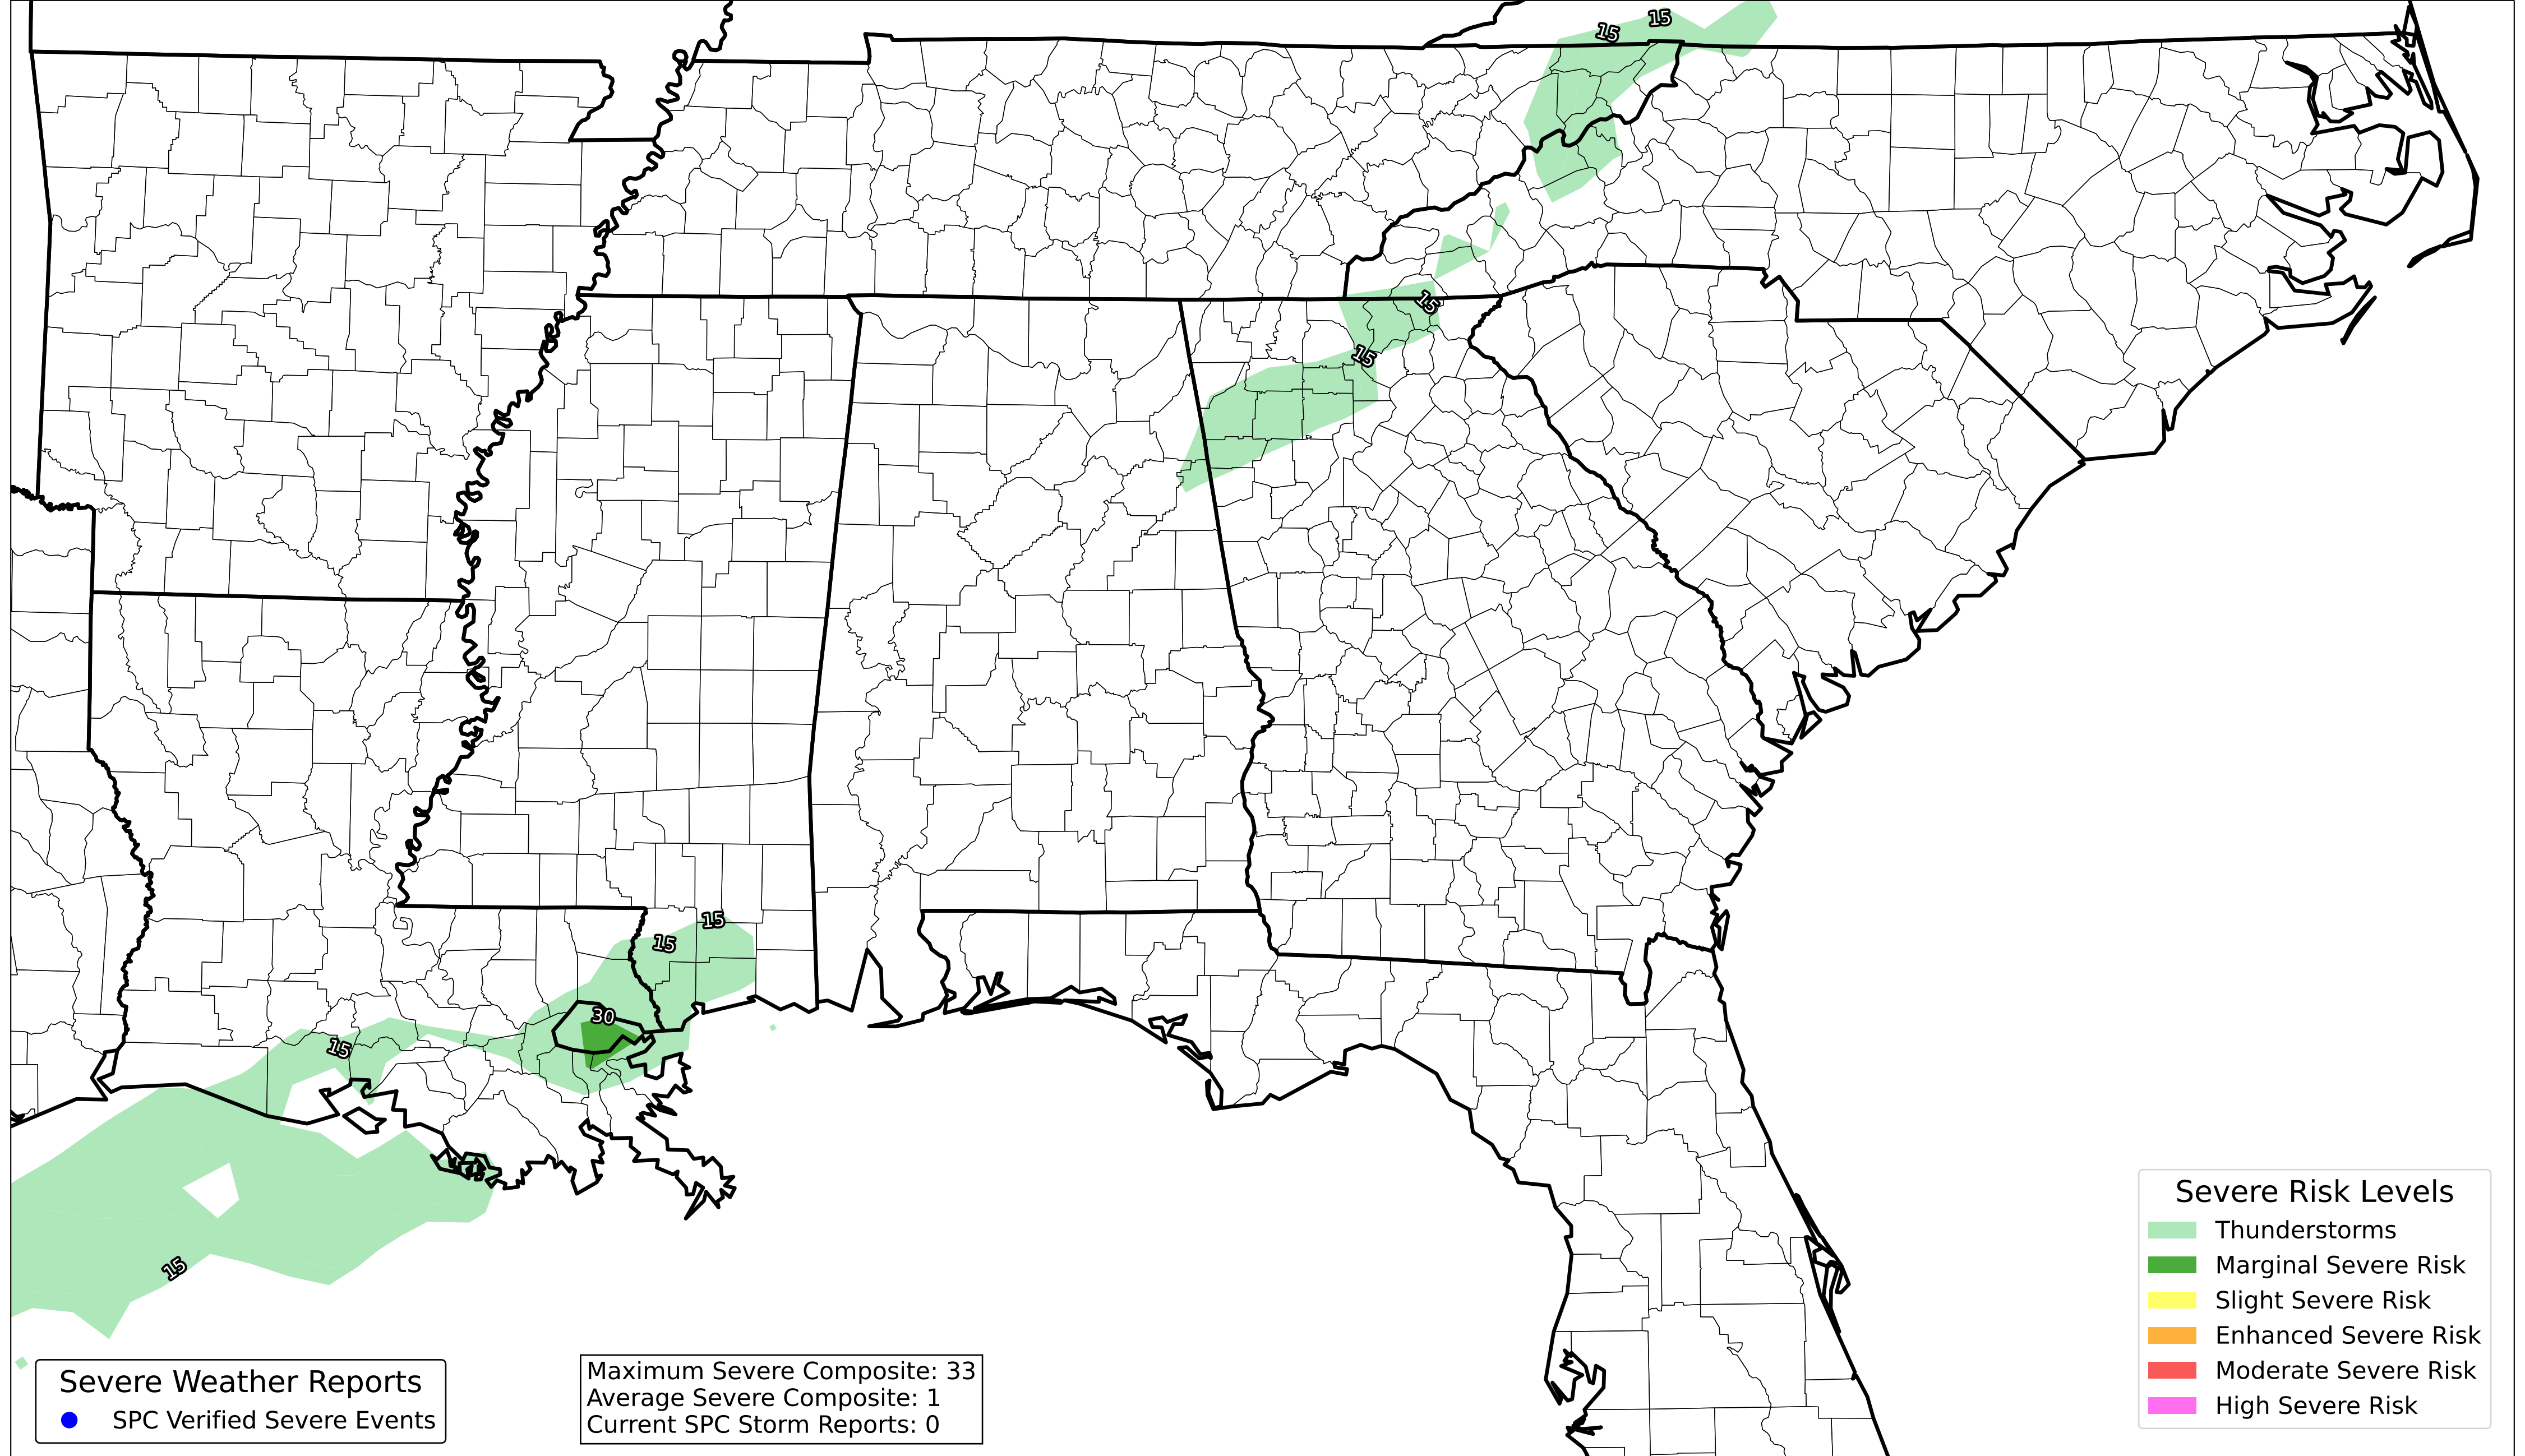 15
15
15
15
15
15
30
15
15
Severe Risk Levels
Thunderstorms
Marginal Severe Risk
Slight Severe Risk
Enhanced Severe Risk
Moderate Severe Risk
High Severe Risk
Severe Weather Reports
SPC Verified Severe Events
Maximum Severe Composite: 33
Average Severe Composite: 1
Current SPC Storm Reports: 0